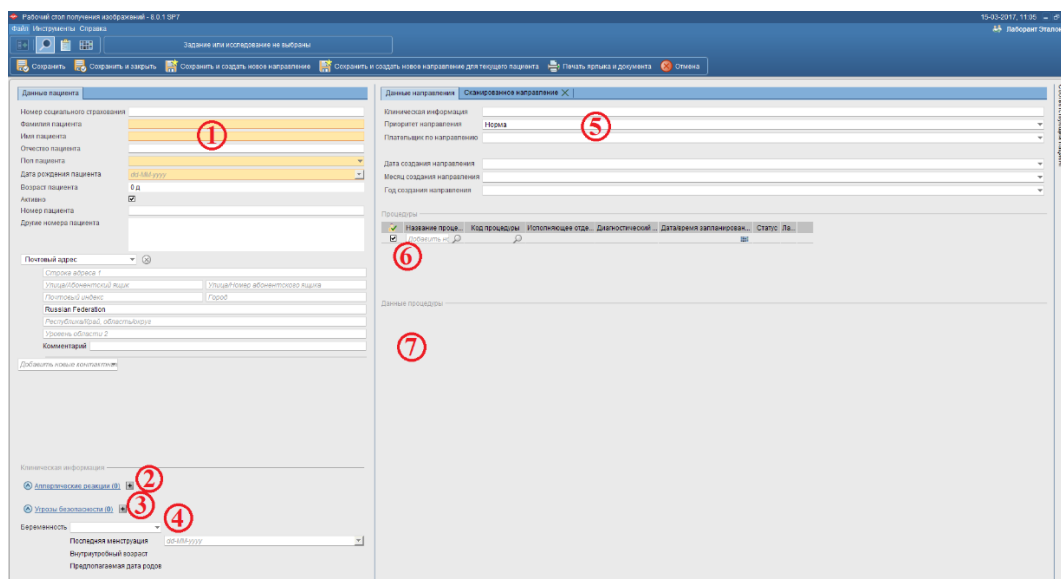 Рабочий стол получения изображений - 8.0.1 SP7
15-03-2017, 11:05
Файл Инструменты Справка
Лаборант Эталон
Задание или исследование не выбраны
Сохранить Сохранить и закрыть Сохранить и создать новое направление Сохранить и создать новое направление для текущего пациента Печать ярлыка и документа Отмена
Данные пациента
Номер социального страхования
Фамилия пациента
1
Имя пациента
Отчество пациента
Пол пациента
Дата рождения пациента dd-MM-yyyy
Возраст пациента 0 д
Активно
Номер пациента
Другие номера пациента
Почтовый адрес
Строка адреса 1
Улица/Абонентский ящик Улица/Номер абонентского ящика
Почтовый индекс Город
Russian Federation
Республика/Край, область/округ
Уровень области 2
Комментарий
Добавить новые контактн
Клиническая информация
Аллергические реакции (0)
2
Угрозы безопасности (0)
3
Беременность
4
Последняя менструация dd-MM-yyyy
Внутриутробный возраст
Предполагаемая дата родов
Данные направления Сканированное направление
Клиническая информация
Приоритет направления Норма
5
Плательщик по направлению
Дата создания направления
Месяц создания направления
Год создания направления
Процедуры
Название проце... Код процедуры Исполняющее отде... Диагностический ... Дата/время запланирован... Статус Ла...
Добавить но
6
Данные процедуры
7